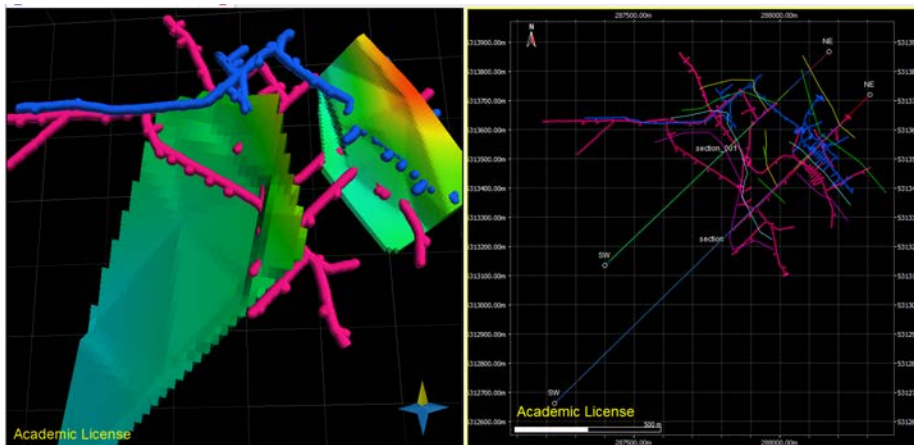 Academic License
287500.00m
288000.00m
N
NE
NE
5313900.00m
5313800.00m
5313700.00m
5313600.00m
5313500.00m
5313400.00m
5313300.00m
5313200.00m
5313100.00m
5313000.00m
5312900.00m
5312800.00m
5312700.00m
5312600.00m
section_001
section
SW
SW
Academic License
500 m
287500.00m
288000.00m